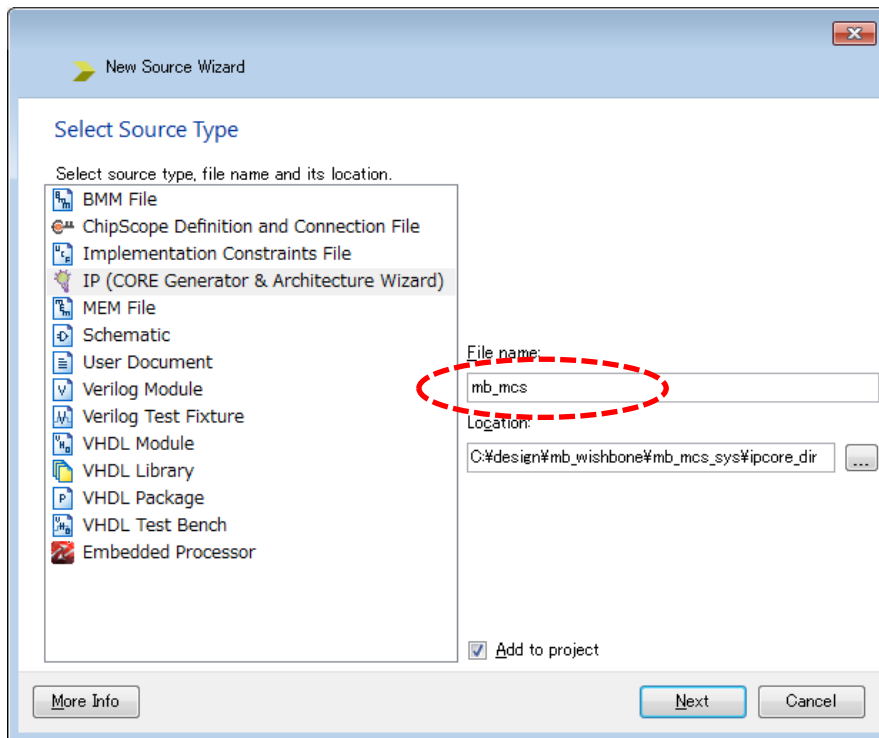 New Source Wizard
Select Source Type
Select source type, file name and its location.
BMM File
ChipScope Definition and Connection File
Implementation Constraints File
IP (CORE Generator & Architecture Wizard)
MEM File
Schematic
User Document
Verilog Module
Verilog Test Fixture
VHDL Module
VHDL Library
VHDL Package
VHDL Test Bench
Embedded Processor
File name:
mb_mcs
Location:
C:¥design¥mb_wishbone¥mb_mcs_sys¥ipcore_dir
...
Add to project
More Info
Next
Cancel